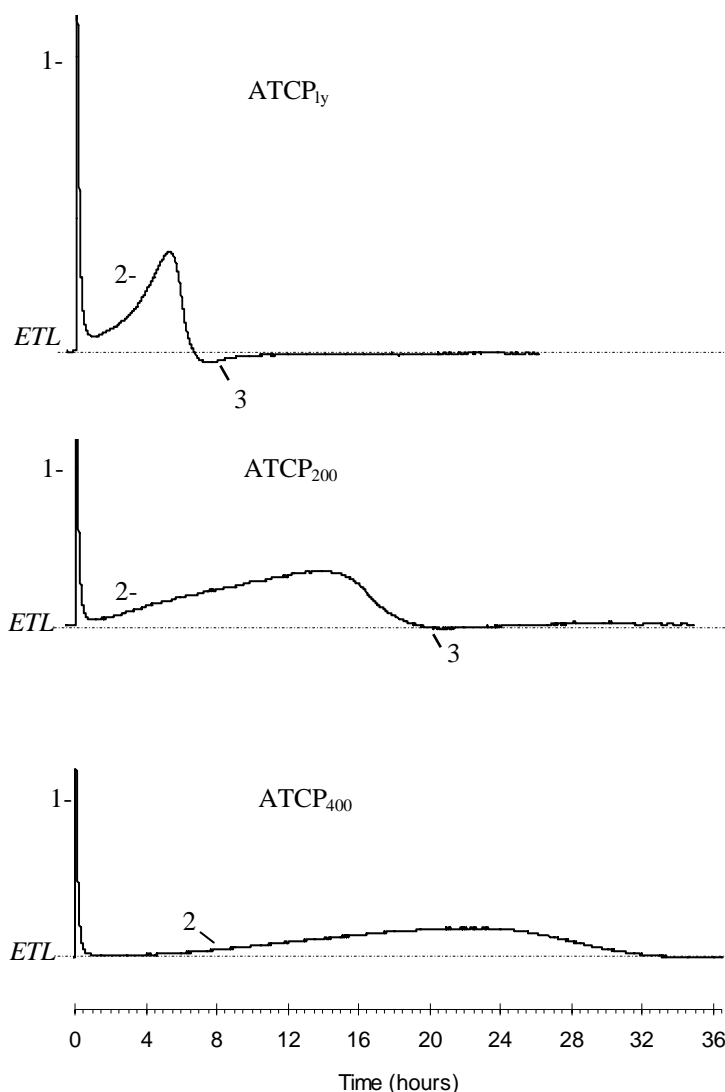 1-
ATCPly
2-
ETL
3
1-
ATCP200
2-
ETL
3
1-
ATCP400
2
ETL
0 4 8 12 16 20 24 28 32 36
Time (hours)